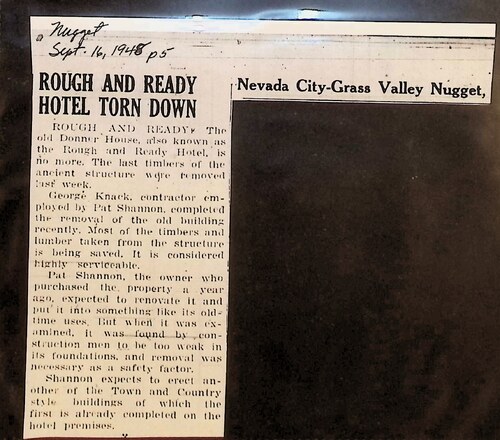 Nugget
Sept. 16, 1948 p5
ROUGH AND READY
HOTEL TORN DOWN
Nevada City-Grass Valley Nugget,
ROUGH AND READY, The
old Donner House, also known as
the Rough and Ready Hotel, is
no more. The last timbers of the
ancient structure were removed
last week.
George Knack, contractor em-
ployed by Pat Shannon, completed
the removal of the old building
recently. Most of the timbers and
lumber taken from the structure
is being saved. It is considered
highly serviceable.
Pat Shannon, the owner who
purchased the property a year
ago, expected to renovate it and
put it into something like its old-
time uses. But when it was ex-
amined, it was found by con-
struction men to be too weak in
its foundations, and removal was
necessary as a safety factor.
Shannon expects to erect an-
other of the Town and Country
style buildings of which the
first is already completed on the
hotel premises.